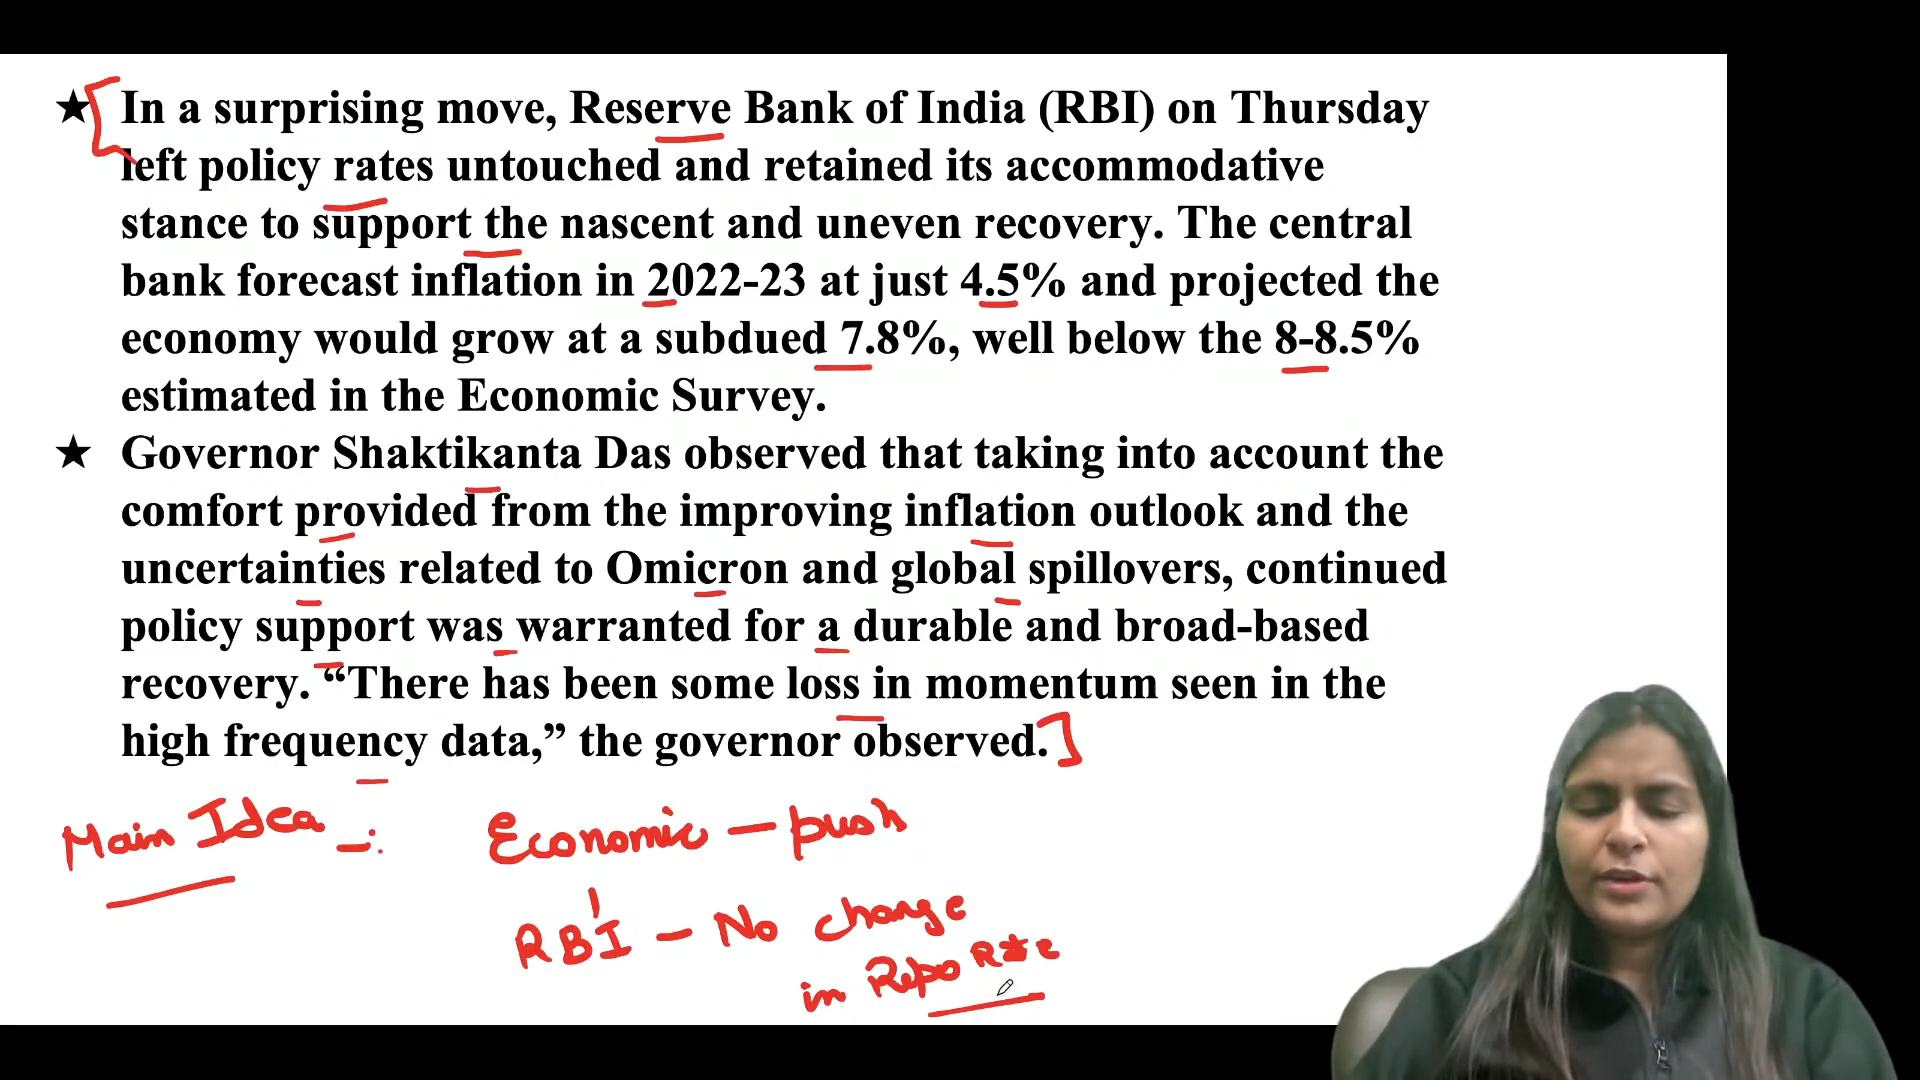 ★ In a surprising move, Reserve Bank of India (RBI) on Thursday
left policy rates untouched and retained its accommodative
stance to support the nascent and uneven recovery. The central
bank forecast inflation in 2022-23 at just 4.5% and projected the
economy would grow at a subdued 7.8%, well below the 8-8.5%
estimated in the Economic Survey.
★ Governor Shaktikanta Das observed that taking into account the
comfort provided from the improving inflation outlook and the
uncertainties related to Omicron and global spillovers, continued
policy support was warranted for a durable and broad-based
recovery. “There has been some loss in momentum seen in the
high frequency data,” the governor observed.
Main Idea -: Economic - push
RBI - No change
in Repo Rate